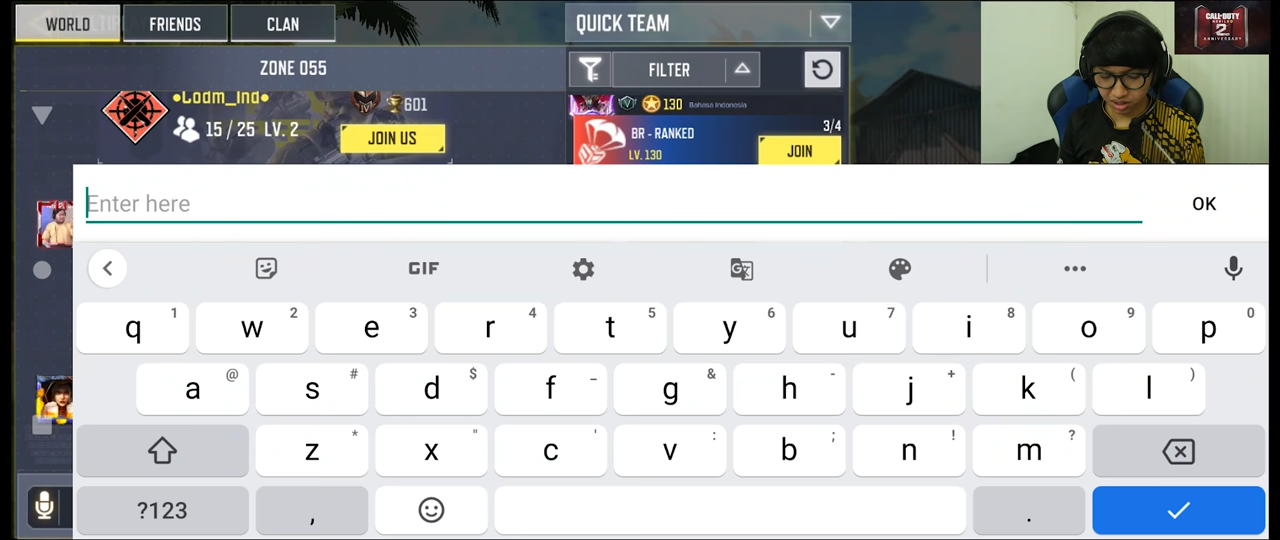 WORLD
FRIENDS
CLAN
QUICK TEAM
CALL OF DUTY
MOBILE
2
ANNIVERSARY
ZONE 055
FILTER
•Codm_Ind•
601
15 / 25 LV. 2
JOIN US
130 Bahasa Indonesia
BR - RANKED
3/4
LV. 130
JOIN
Enter here
OK
GIF
q 1 w 2 e 3 r 4 t 5 y 6 u 7 i 8 o 9 p 0
a @ s # d $ f _ g & h - j + k ( l )
z * x " c ' v : b ; n ! m ?
?123 , .